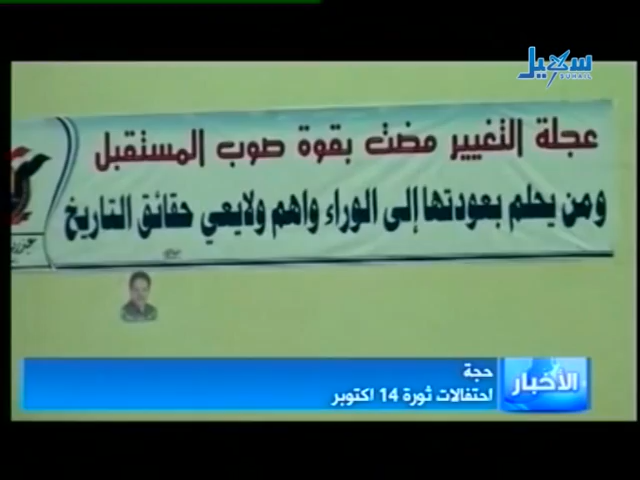 سهيل
SUHAIL
عجلة التغيير مضت بقوة صوب المستقبل
ومن يحلم بعودتها إلى الوراء واهم ولايعي حقائق التاريخ
الأخبار
حجة
احتفالات ثورة 14 اكتوبر